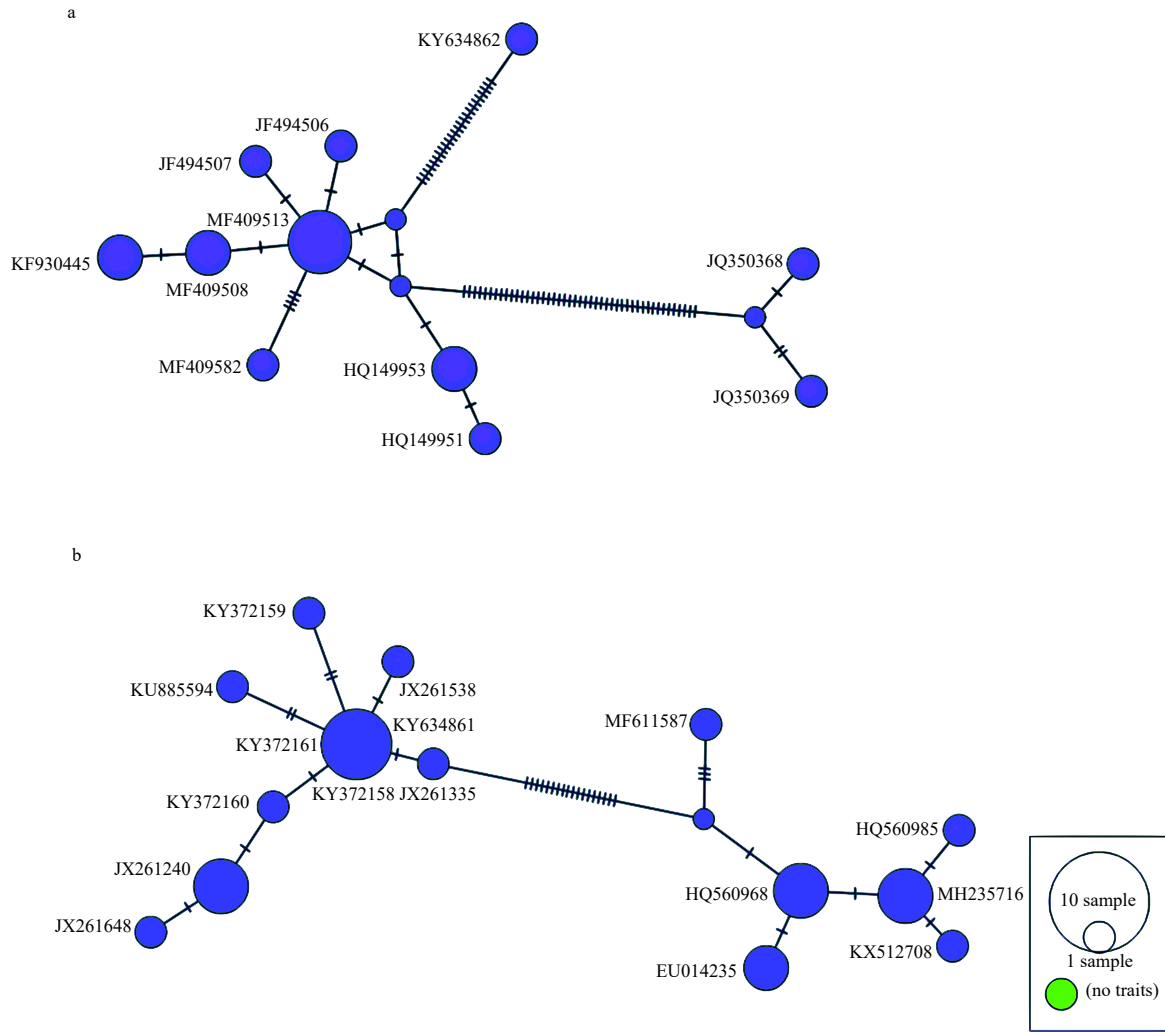 a
KY634862
JF494506
JF494507
MF409513
KF930445
MF409508
JQ350368
MF409582
HQ149953
JQ350369
HQ149951
b
KY372159
KU885594
JX261538
MF611587
KY634861
KY372161
KY372158 JX261335
KY372160
HQ560985
JX261240
HQ560968
MH235716
10 sample
JX261648
KX512708
EU014235
1 sample
(no traits)